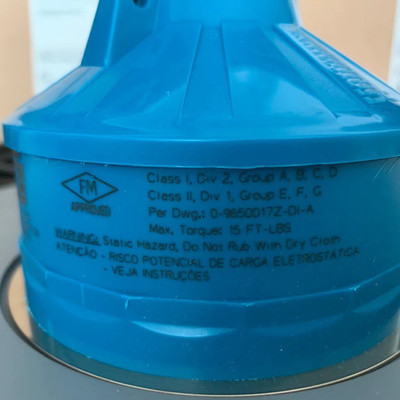 FM
APPROVED
Class I, Div 2, Group A, B, C, D
Class II, Div 1, Group E, F, G
Per Dwg.: 0-9650017Z-DI-A
Max. Torque: 15 FT-LBS
WARNING: Static Hazard, Do Not Rub With Dry Cloth
ATENÇÃO - RISCO POTENCIAL DE CARGA ELETROSTÁTICA
- VEJA INSTRUÇÕES